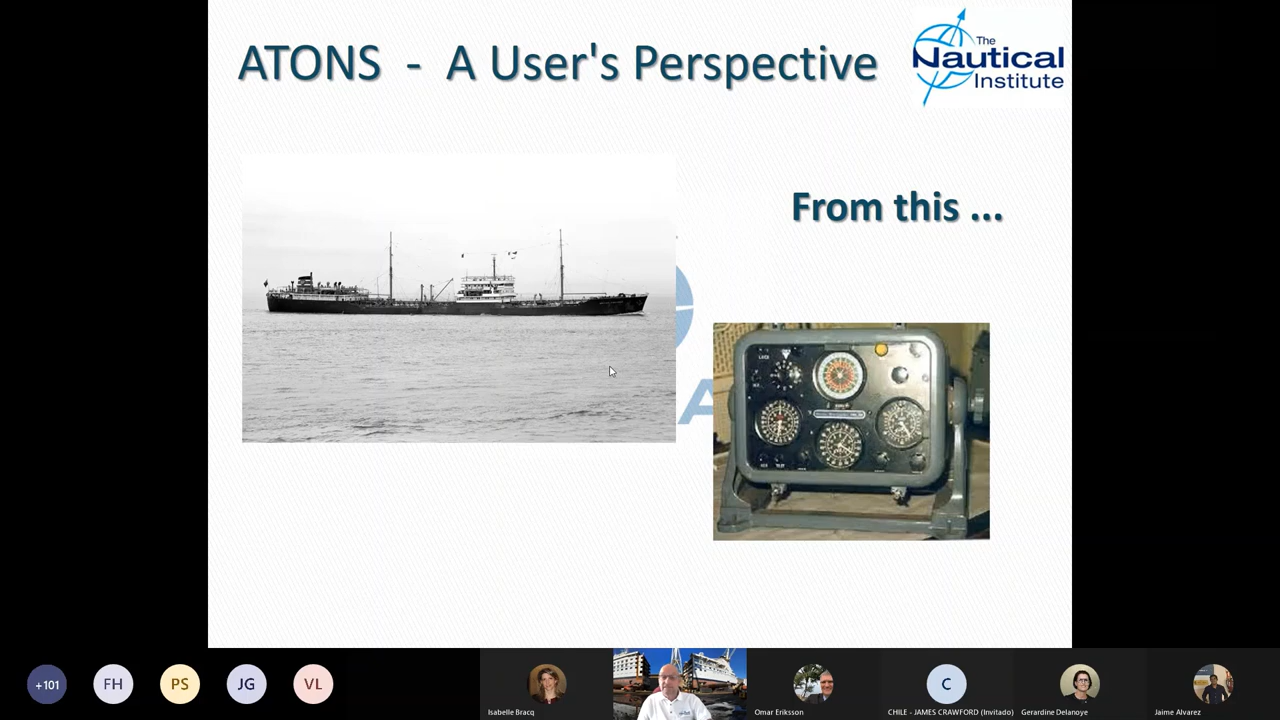 ATONS - A User's Perspective
The
Nautical
Institute
From this ...
A
+101
FH
PS
JG
VL
Isabelle Bracq
Omar Eriksson
C
CHILE - JAMES CRAWFORD (Invitado)
Gerardine Delanoye
Jaime Alvarez